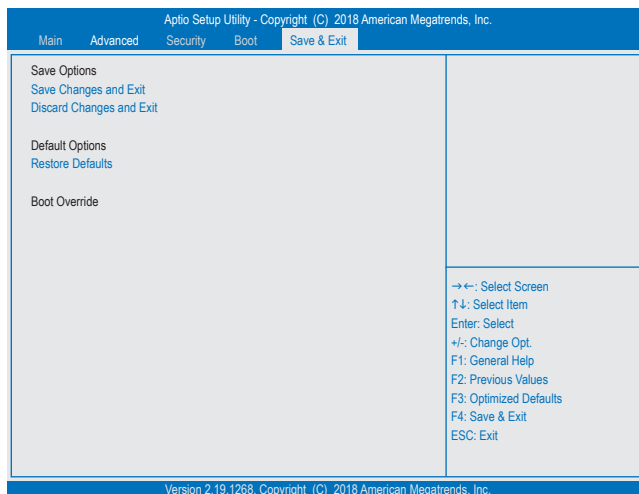 Aptio Setup Utility - Copyright (C) 2018 American Megatrends, Inc.
Main Advanced Security Boot Save & Exit
Save Options
Save Changes and Exit
Discard Changes and Exit
Default Options
Restore Defaults
Boot Override
→←: Select Screen
↑↓: Select Item
Enter: Select
+/-: Change Opt.
F1: General Help
F2: Previous Values
F3: Optimized Defaults
F4: Save & Exit
ESC: Exit
Version 2.19.1268. Copyright (C) 2018 American Megatrends, Inc.